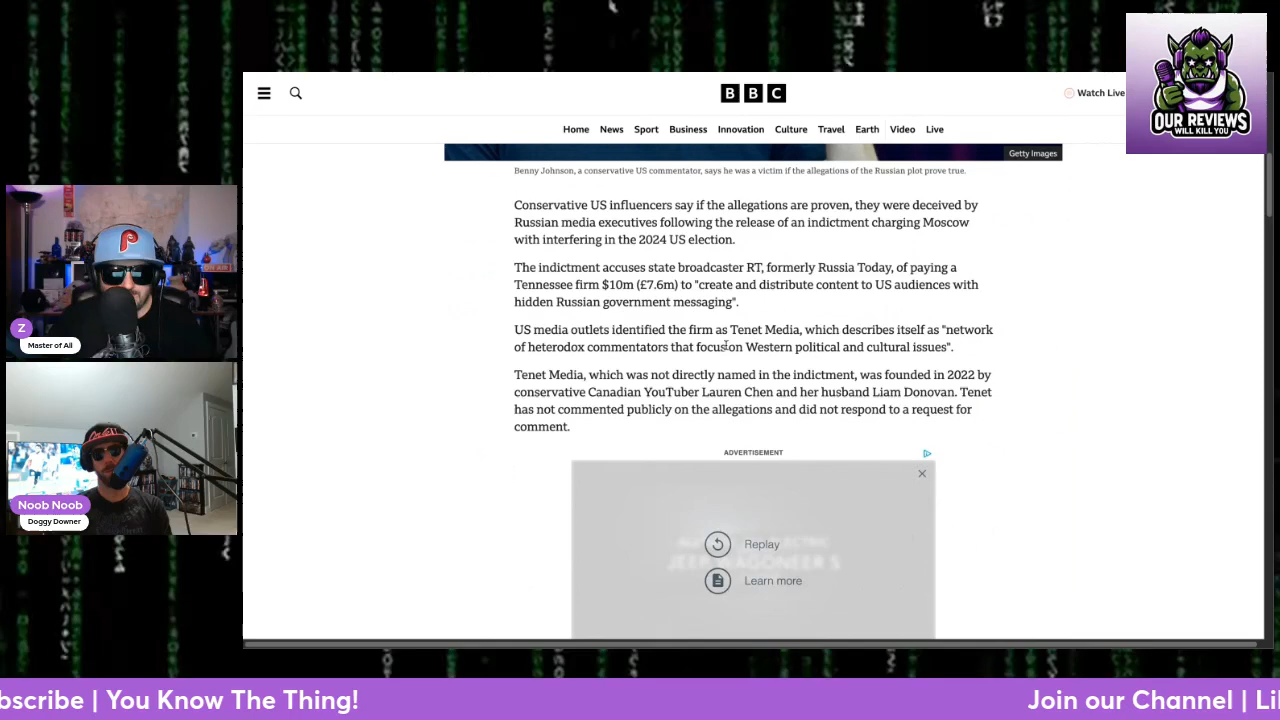 B B C
Watch Live
Home News Sport Business Innovation Culture Travel Earth Video Live
OUR REVIEWS
WILL KILL YOU
Getty Images
Benny Johnson, a conservative US commentator, says he was a victim if the allegations of the Russian plot prove true.
Conservative US influencers say if the allegations are proven, they were deceived by
Russian media executives following the release of an indictment charging Moscow
with interfering in the 2024 US election.
The indictment accuses state broadcaster RT, formerly Russia Today, of paying a
Tennessee firm $10m (£7.6m) to "create and distribute content to US audiences with
hidden Russian government messaging".
US media outlets identified the firm as Tenet Media, which describes itself as "network
of heterodox commentators that focus on Western political and cultural issues".
Tenet Media, which was not directly named in the indictment, was founded in 2022 by
conservative Canadian YouTuber Lauren Chen and her husband Liam Donovan. Tenet
has not commented publicly on the allegations and did not respond to a request for
comment.
ADVERTISEMENT
Replay
JEEP WAGONEER S
Learn more
P
ON AIR
Z
Master of All
Noob Noob
Doggy Downer
bscribe | You Know The Thing!
Join our Channel | Li